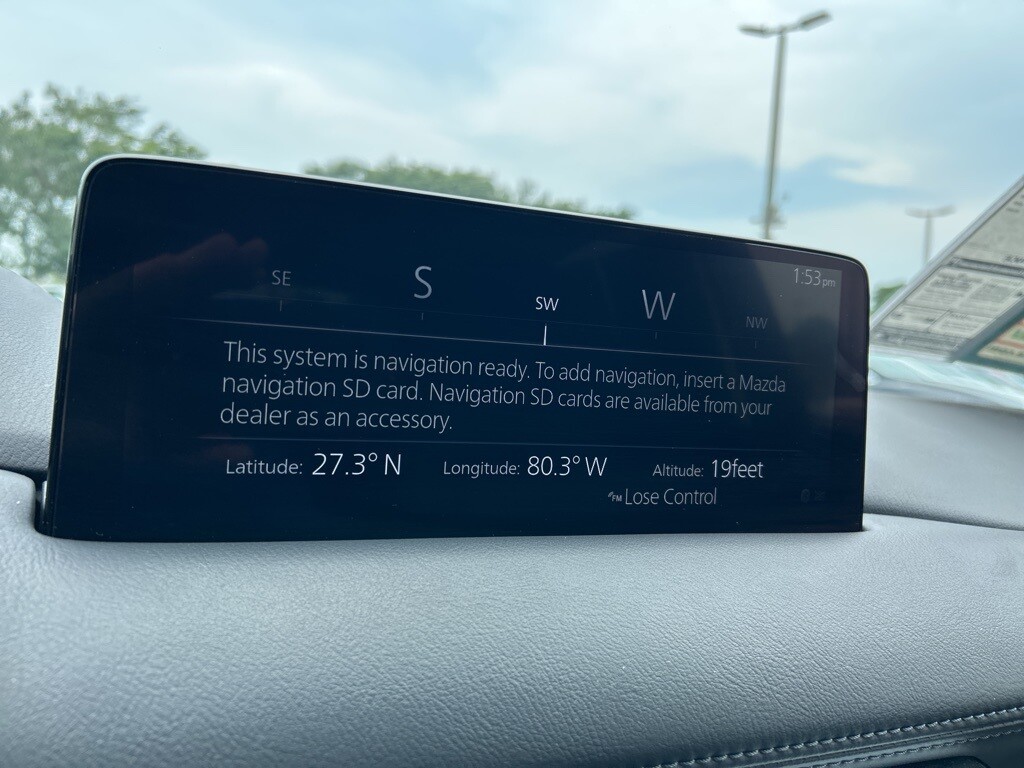 1:53pm
SE S SW W NW
This system is navigation ready. To add navigation, insert a Mazda
navigation SD card. Navigation SD cards are available from your
dealer as an accessory.
Latitude: 27.3° N Longitude: 80.3° W Altitude: 19feet
FM Lose Control